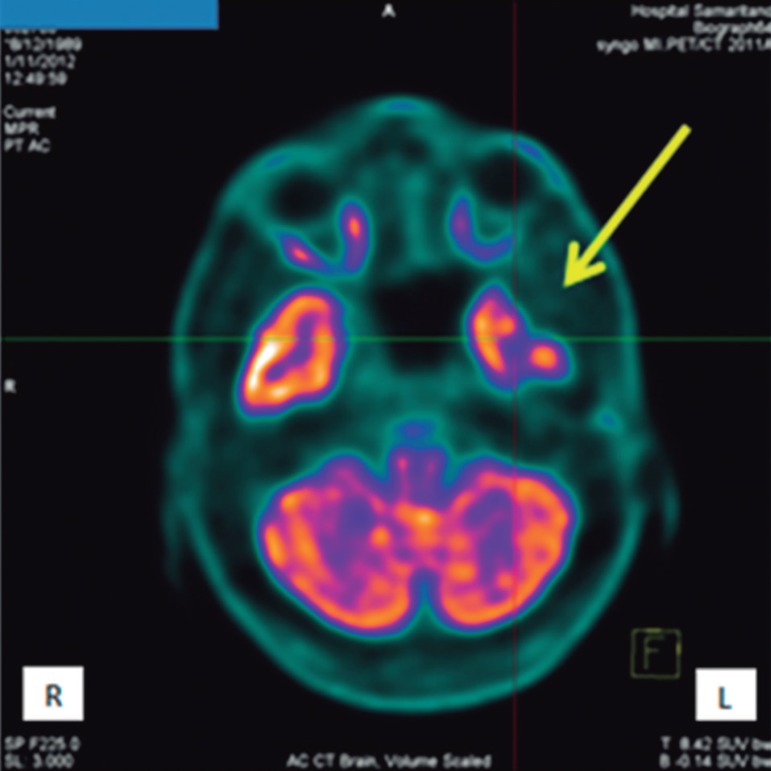 A
Hospital Samaritano
Biograph64
syngo MI.PET/CT 2011A
1/11/2012
12:49:59
Current
MPR
PT AC
R
F
R
L
SP F225.0
SL: 3.000
AC CT Brain, Volume Scaled
T 8.42 SUV bw
B -0.14 SUV bw